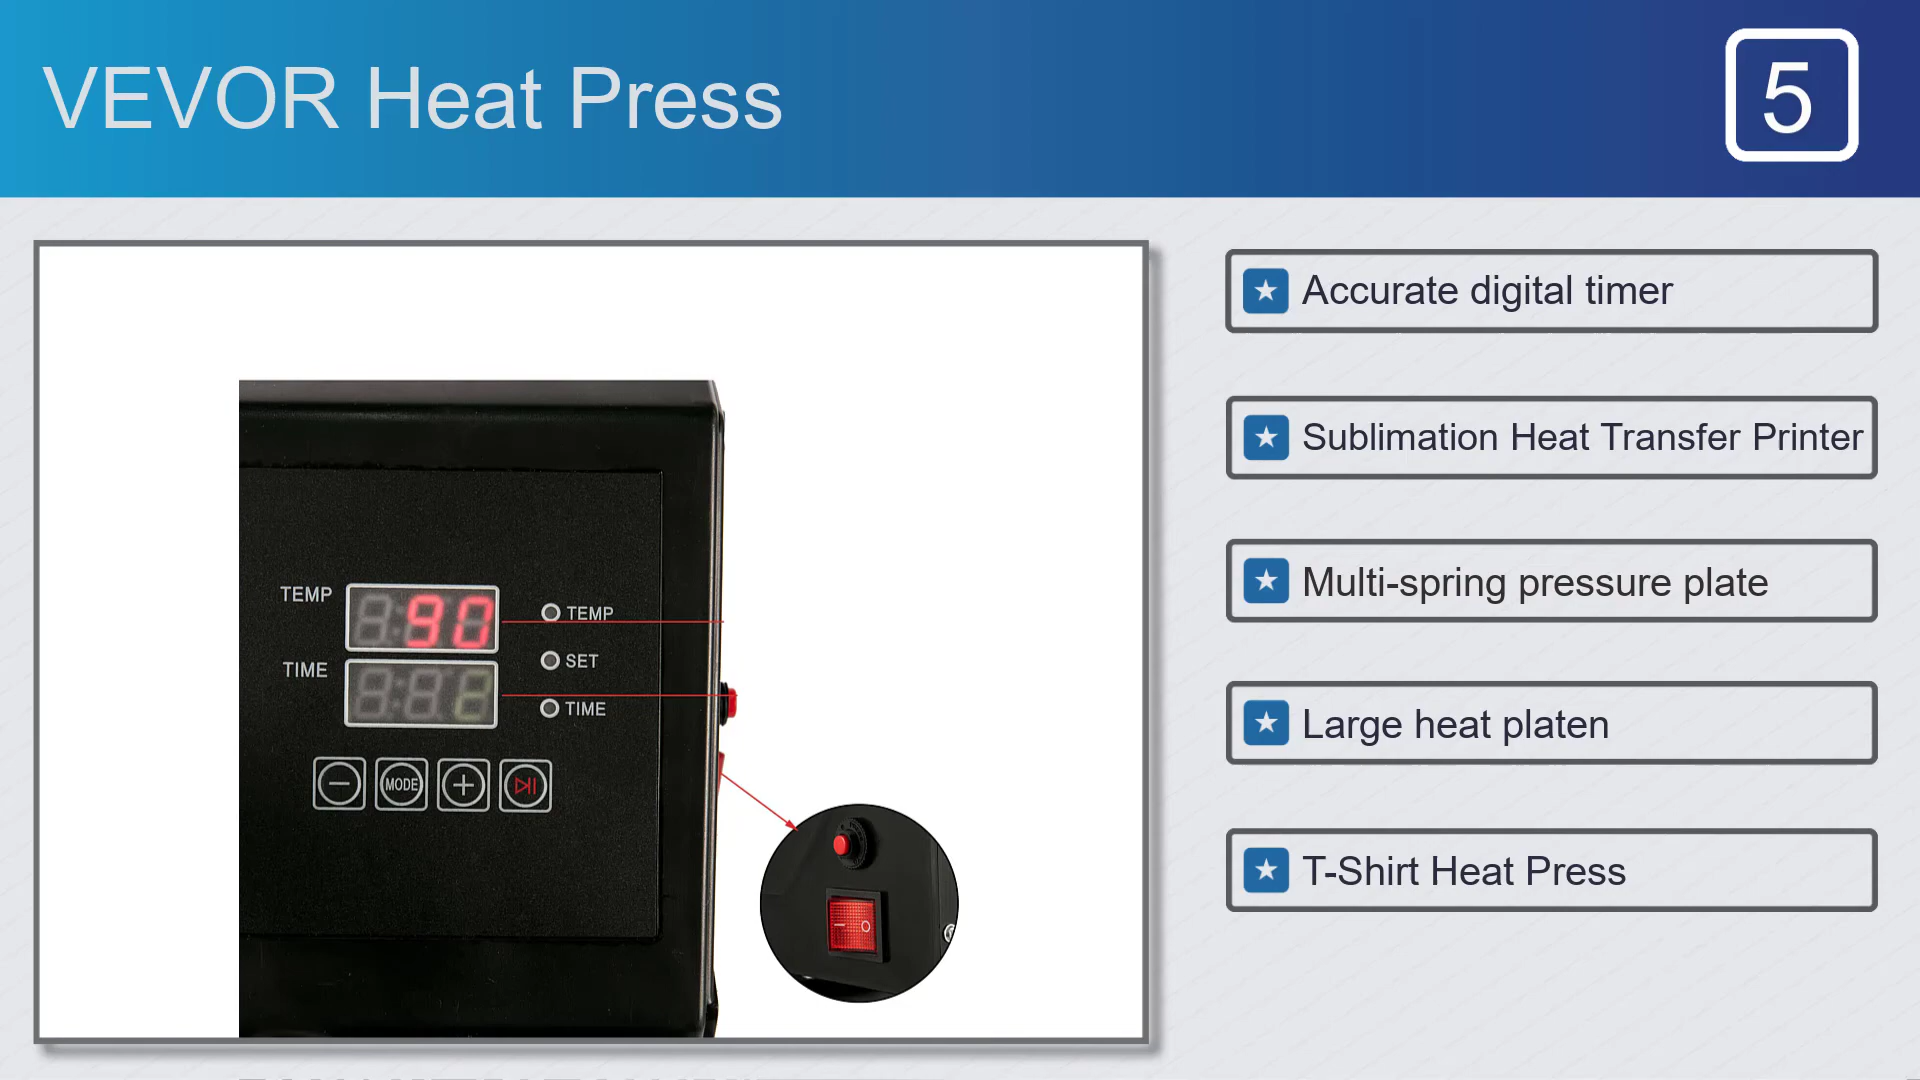 VEVOR Heat Press
5
Accurate digital timer
Sublimation Heat Transfer Printer
Multi-spring pressure plate
Large heat platen
T-Shirt Heat Press
TEMP
90
TEMP
SET
TIME
C
TIME
MODE